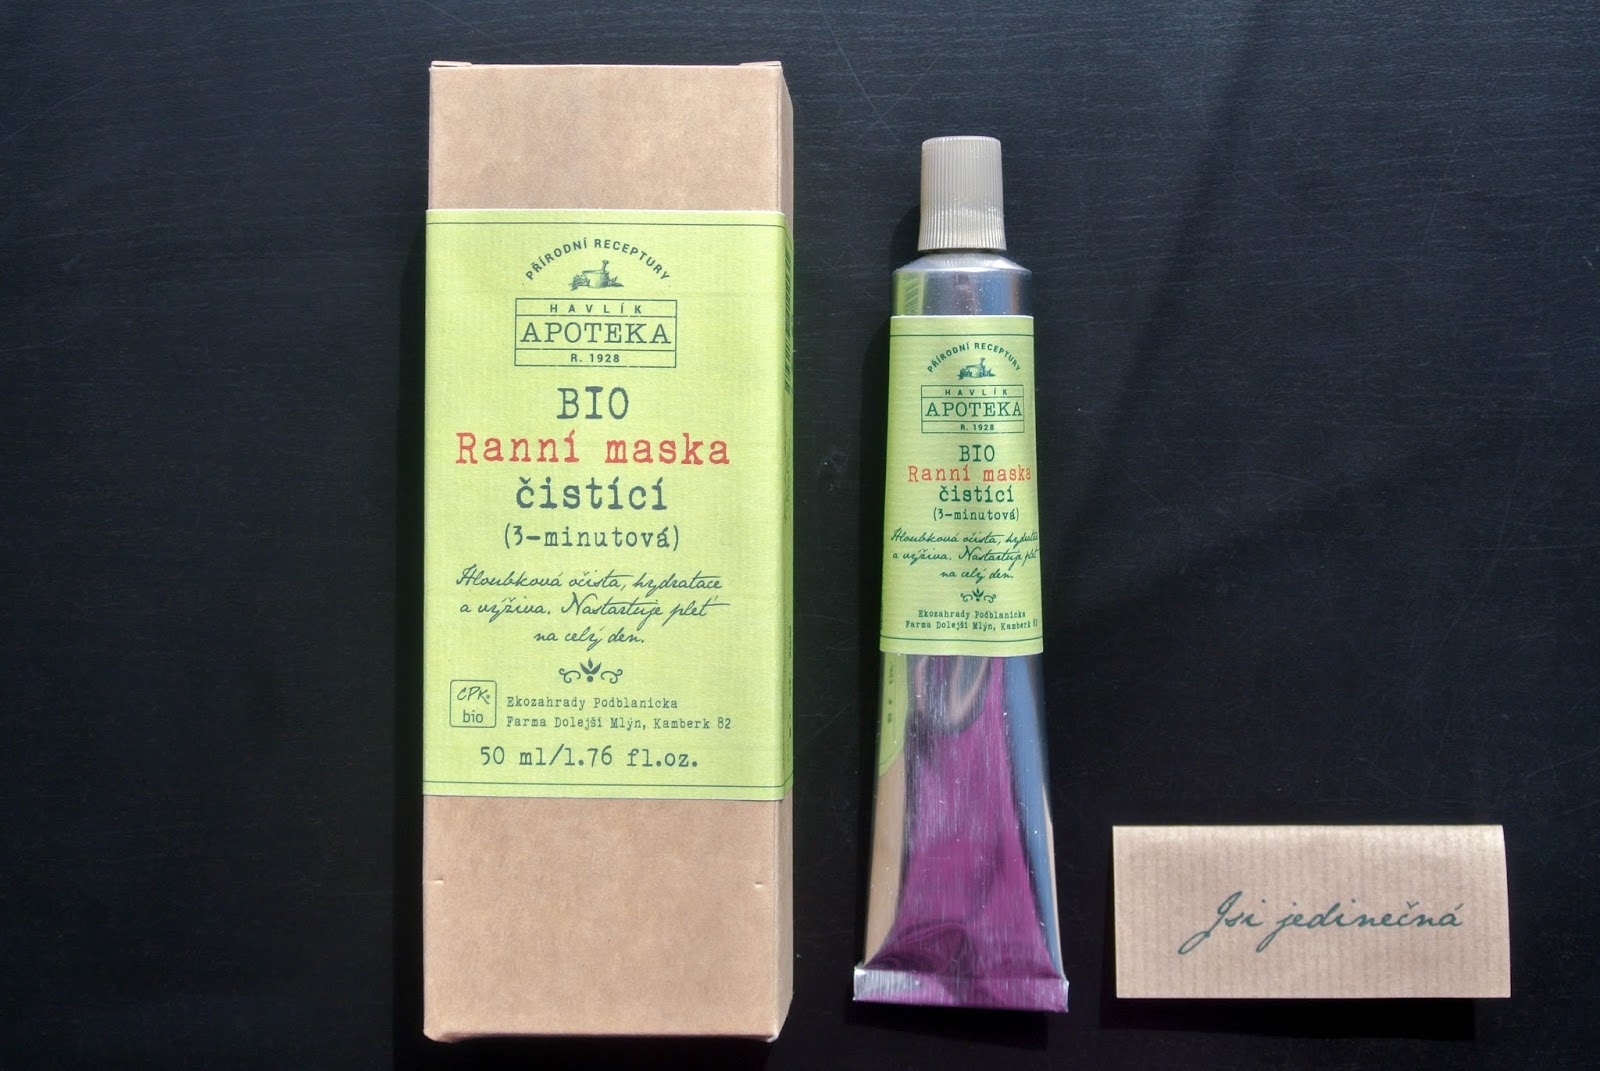 PŘÍRODNÍ RECEPTURY
HAVLÍK
APOTEKA
R. 1928
BIO
Ranní maska
čistící
(3-minutová)
Hloubková očista, hydratace
a výživa. Nastartuje pleť
na celý den.
CPK®
bio
Ekozahrady Podblanicka
Farma Dolejší Mlýn, Kamberk 82
50 ml/1.76 fl.oz.
PŘÍRODNÍ RECEPTURY
HAVLÍK
APOTEKA
R. 1928
BIO
Ranní maska
čistící
(3-minutová)
Hloubková očista,
a výživa. Nastartuje
na celý den.
Ekozahrady Podblanicka
Farma Dolejší Mlýn, Kamberk
Jsi jedinečná